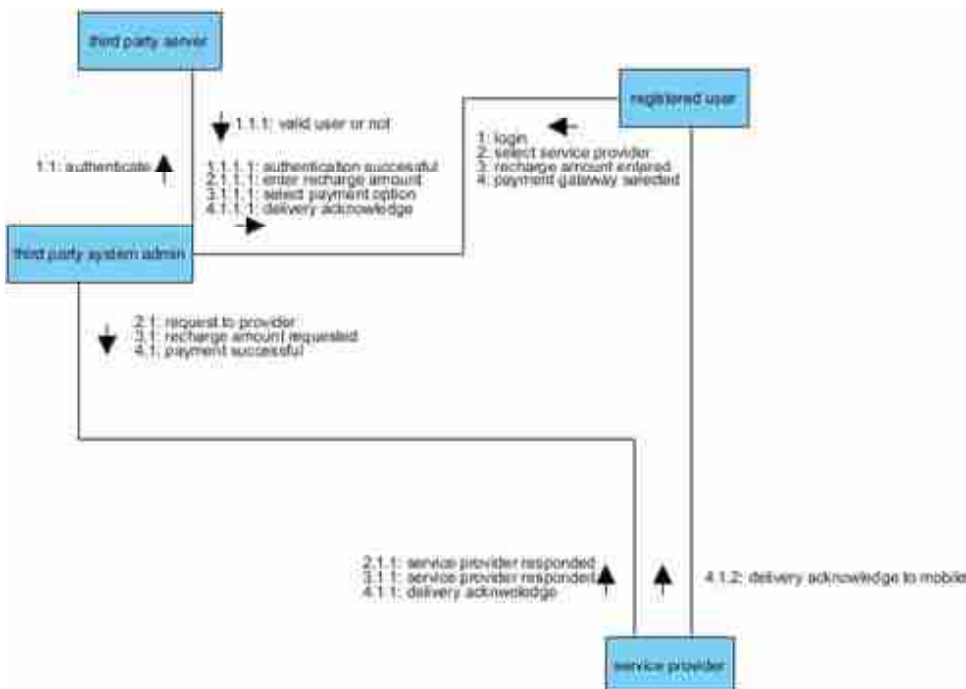 third party server
registered user
1.1.1: valid user or not
1: login
2: select service provider
3: recharge amount entered
4: payment gateway selected
1.1: authenticate
1.1.1.1: authentication successful
2.1.1.1: enter recharge amount
3.1.1.1: select payment option
4.1.1.1: delivery acknowledge
third party system admin
2.1: request to provider
3.1: recharge amount requested
4.1: payment successful
2.1.1: service provider responded
3.1.1: service provider responded
4.1.1: delivery acknwoledge
4.1.2: delivery acknowledge to mobile
service provider